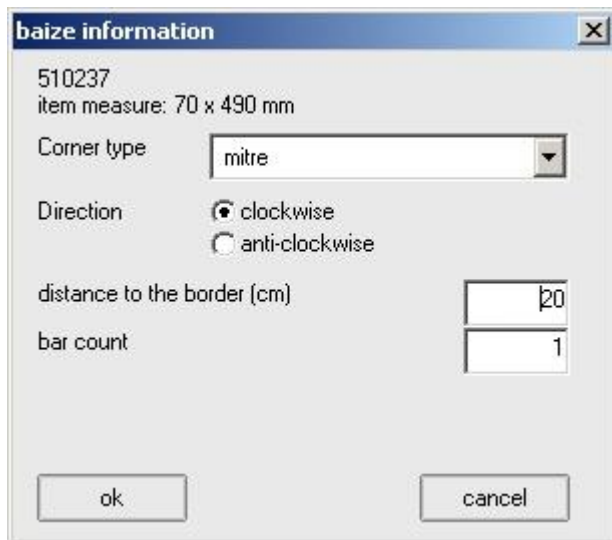 baize information
510237
item measure: 70 x 490 mm
Corner type mitre
Direction clockwise
anti-clockwise
distance to the border (cm) 20
bar count 1
ok cancel